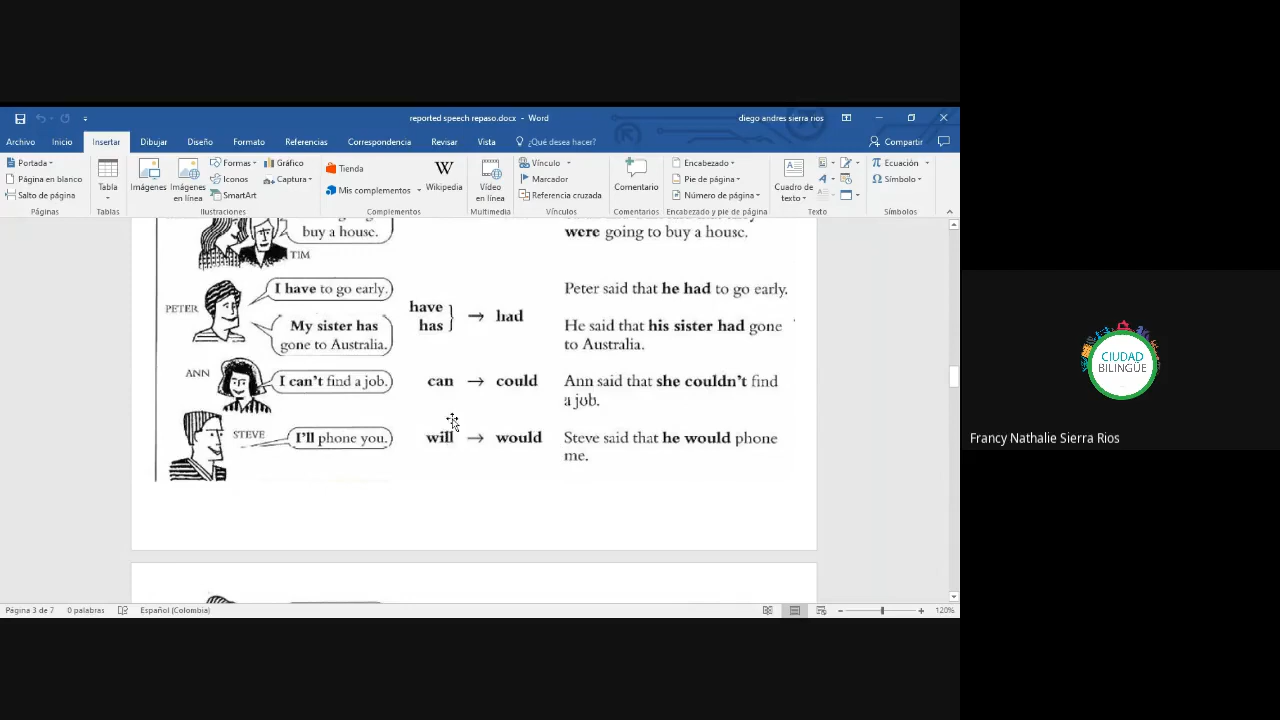 reported speech repaso.docx - Word
diego andres sierra rios
Archivo Inicio Insertar Dibujar Diseño Formato Referencias Correspondencia Revisar Vista ¿Qué desea hacer? Compartir
Portada
Página en blanco
Salto de página
Páginas
Tabla
Tablas
Imágenes
Imágenes en línea
Formas
Iconos
SmartArt
Gráfico
Captura
Ilustraciones
Tienda
Mis complementos
Wikipedia
Complementos
Vídeo en línea
Multimedia
Vínculo
Marcador
Referencia cruzada
Vínculos
Comentario
Comentarios
Encabezado
Pie de página
Número de página
Encabezado y pie de página
Cuadro de texto
Texto
Ecuación
Símbolo
Símbolos
buy a house.
were going to buy a house.
TIM
PETER
I have to go early.
My sister has
gone to Australia.
have
has
→ had
Peter said that he had to go early.
He said that his sister had gone
to Australia.
ANN
I can't find a job.
can → could
Ann said that she couldn't find
a job.
STEVE
I'll phone you.
will → would
Steve said that he would phone
me.
Página 3 de 7 0 palabras Español (Colombia) 120%
CIUDAD
BILINGÜE
Francy Nathalie Sierra Rios